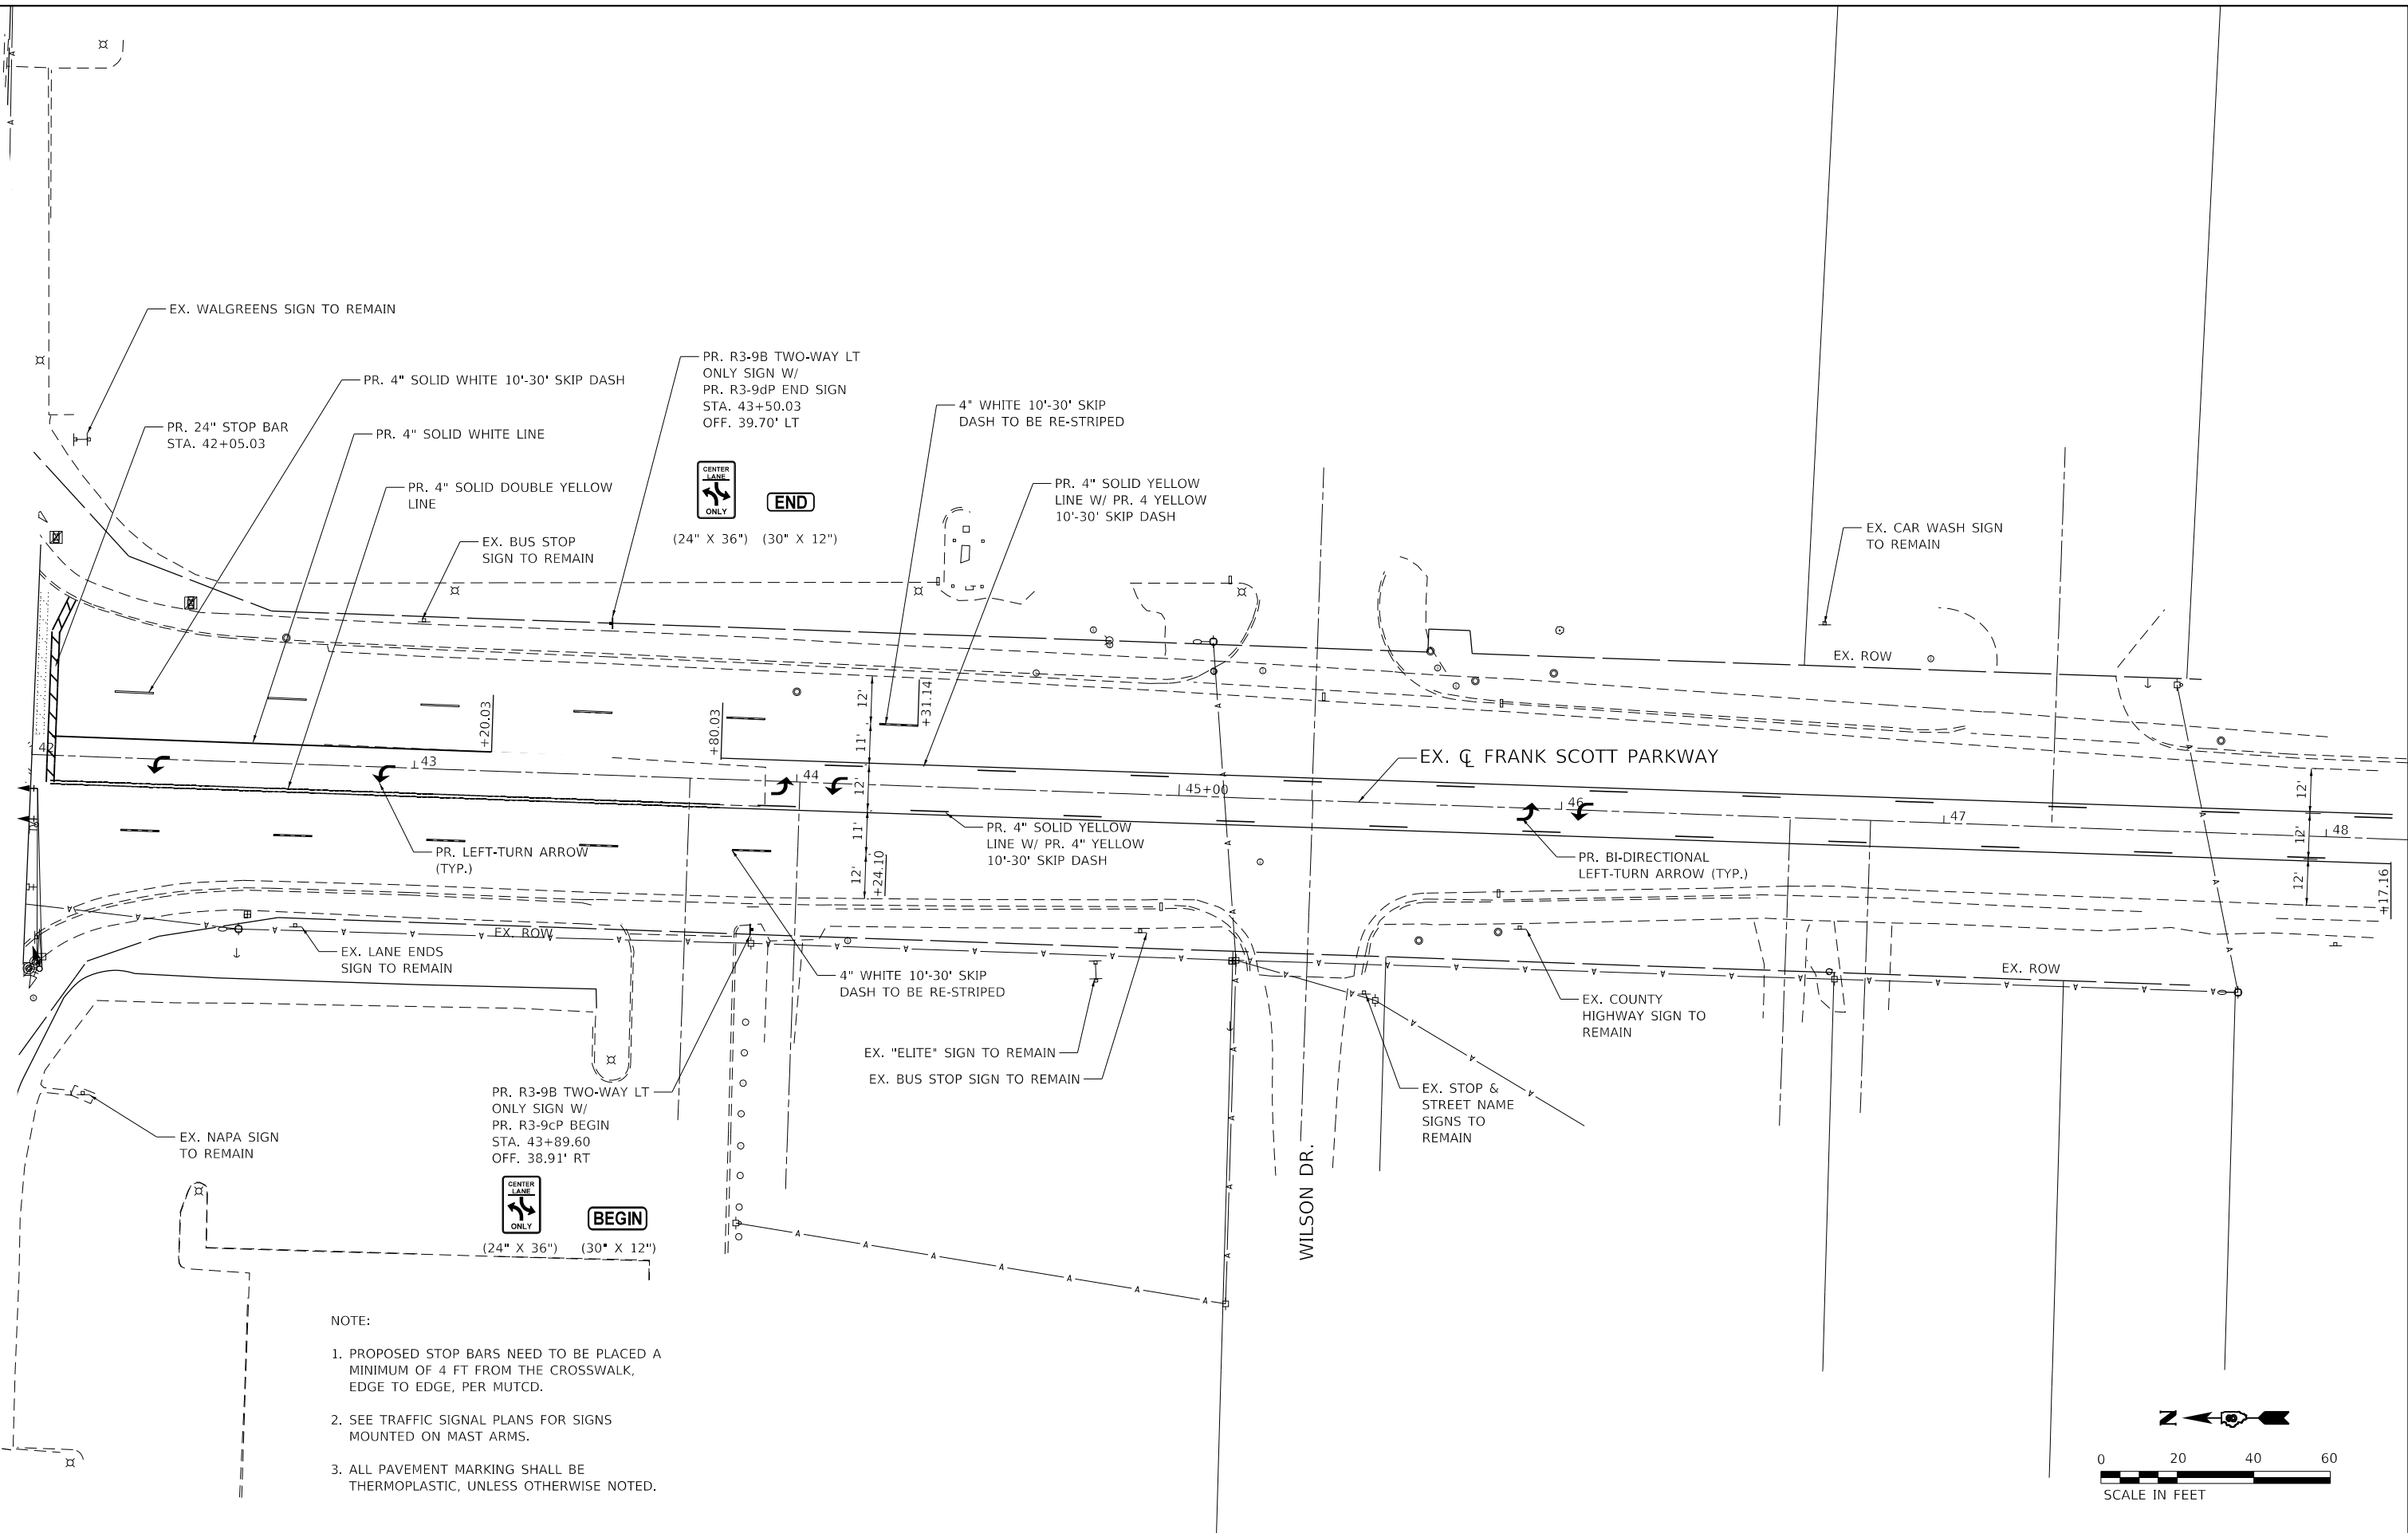 EX. WALGREENS SIGN TO REMAIN
PR. 4" SOLID WHITE 10'-30' SKIP DASH
PR. 24" STOP BAR
STA. 42+05.03
PR. 4" SOLID WHITE LINE
PR. 4" SOLID DOUBLE YELLOW
LINE
EX. BUS STOP
SIGN TO REMAIN
PR. R3-9B TWO-WAY LT
ONLY SIGN W/
PR. R3-9dP END SIGN
STA. 43+50.03
OFF. 39.70' LT
CENTER
LANE
ONLY
END
(24" X 36")
(30" X 12")
4" WHITE 10'-30' SKIP
DASH TO BE RE-STRIPED
PR. 4" SOLID YELLOW
LINE W/ PR. 4 YELLOW
10'-30' SKIP DASH
EX. CAR WASH SIGN
TO REMAIN
EX. ROW
+20.03
+80.03
12'
11'
12'
11'
12'
+31.14
+24.10
42
43
44
45+00
46
47
48
EX. ℄ FRANK SCOTT PARKWAY
12'
12'
12'
+17.16
PR. LEFT-TURN ARROW
(TYP.)
PR. 4" SOLID YELLOW
LINE W/ PR. 4" YELLOW
10'-30' SKIP DASH
PR. BI-DIRECTIONAL
LEFT-TURN ARROW (TYP.)
EX. ROW
EX. LANE ENDS
SIGN TO REMAIN
4" WHITE 10'-30' SKIP
DASH TO BE RE-STRIPED
EX. ROW
EX. COUNTY
HIGHWAY SIGN TO
REMAIN
EX. "ELITE" SIGN TO REMAIN
EX. BUS STOP SIGN TO REMAIN
EX. STOP &
STREET NAME
SIGNS TO
REMAIN
WILSON DR.
EX. NAPA SIGN
TO REMAIN
PR. R3-9B TWO-WAY LT
ONLY SIGN W/
PR. R3-9cP BEGIN
STA. 43+89.60
OFF. 38.91' RT
CENTER
LANE
ONLY
BEGIN
(24" X 36")
(30" X 12")
NOTE:
1. PROPOSED STOP BARS NEED TO BE PLACED A
MINIMUM OF 4 FT FROM THE CROSSWALK,
EDGE TO EDGE, PER MUTCD.
2. SEE TRAFFIC SIGNAL PLANS FOR SIGNS
MOUNTED ON MAST ARMS.
3. ALL PAVEMENT MARKING SHALL BE
THERMOPLASTIC, UNLESS OTHERWISE NOTED.
N
0 20 40 60
SCALE IN FEET